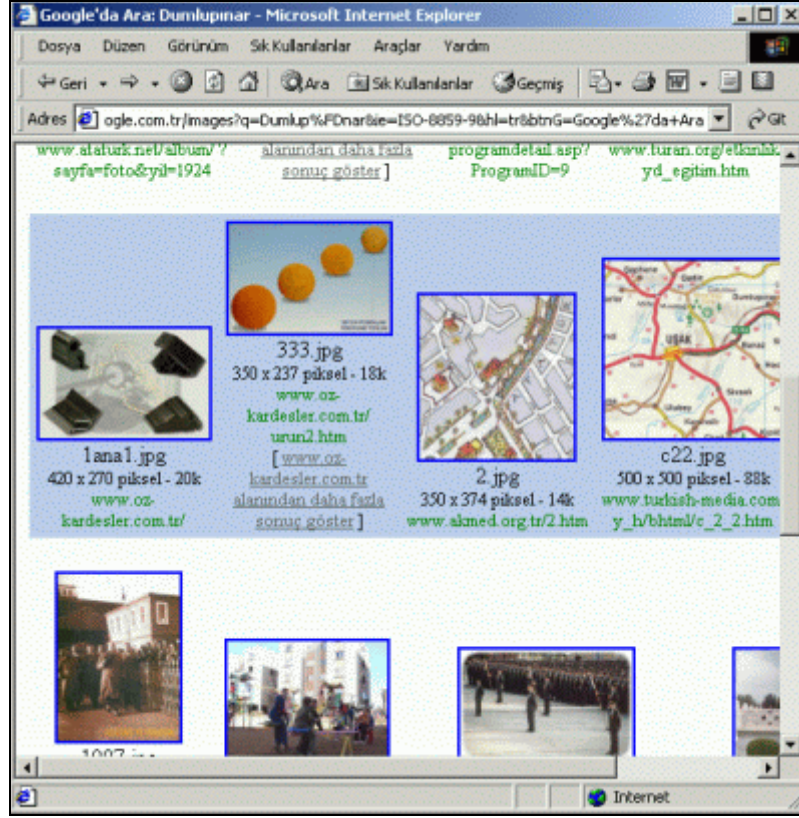 Google'da Ara: Dumlupınar - Microsoft Internet Explorer
Dosya Düzen Görünüm Sık Kullanılanlar Araçlar Yardım
Geri Ara Sık Kullanılanlar Geçmiş
Adres ogle.com.tr/images?q=Dumlup%FDnar&ie=ISO-8859-9&hl=tr&btnG=Google%27da+Ara Git
www.ataturk.net/album/? alanından daha fazla programdetail.asp? www.turan.org/etkinlik
sayfa=foto&yil=1924 sonuç göster ] ProgramID=9 yd_egitim.htm
UŞAK
Banaz
Sivaslı
Ulubey
1ana1.jpg
420 x 270 piksel - 20k
www.oz-
kardesler.com.tr/
333.jpg
350 x 237 piksel - 18k
www.oz-
kardesler.com.tr/
urun2.htm
[ www.oz-
kardesler.com.tr
alanından daha fazla
sonuç göster ]
2.jpg
350 x 374 piksel - 14k
www.akmed.org.tr/2.htm
c22.jpg
500 x 500 piksel - 88k
www.turkish-media.com
y_h/bhtml/c_2_2.htm
Internet